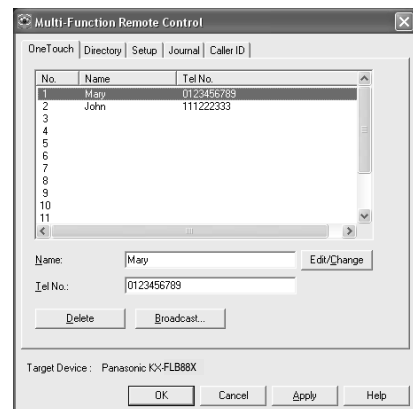 Multi-Function Remote Control
OneTouch Directory Setup Journal Caller ID
No. Name Tel No.
1 Mary 0123456789
2 John 111222333
3
4
5
6
7
8
9
10
11
Name: Mary Edit/Change
Tel No.: 0123456789
Delete Broadcast...
Target Device : Panasonic KX-FLB88X
OK Cancel Apply Help